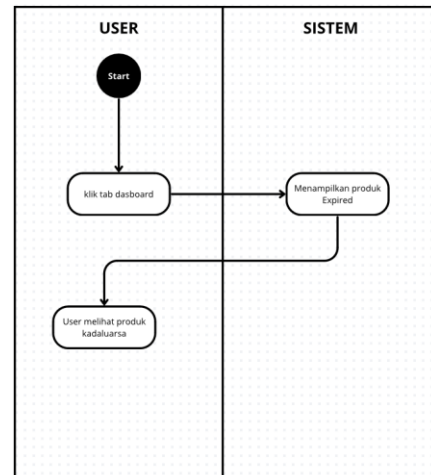 USER
SISTEM
Start
klik tab dasboard
Menampilkan produk
Expired
User melihat produk
kadaluarsa